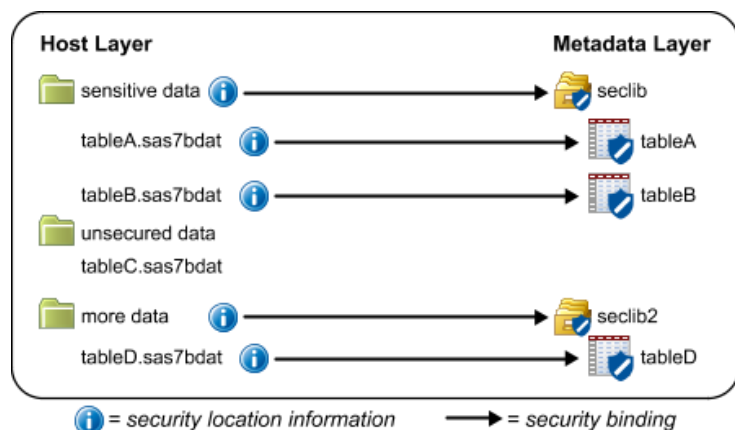 Host Layer Metadata Layer
sensitive data seclib
tableA.sas7bdat tableA
tableB.sas7bdat tableB
unsecured data
tableC.sas7bdat
more data seclib2
tableD.sas7bdat tableD
i = security location information = security binding